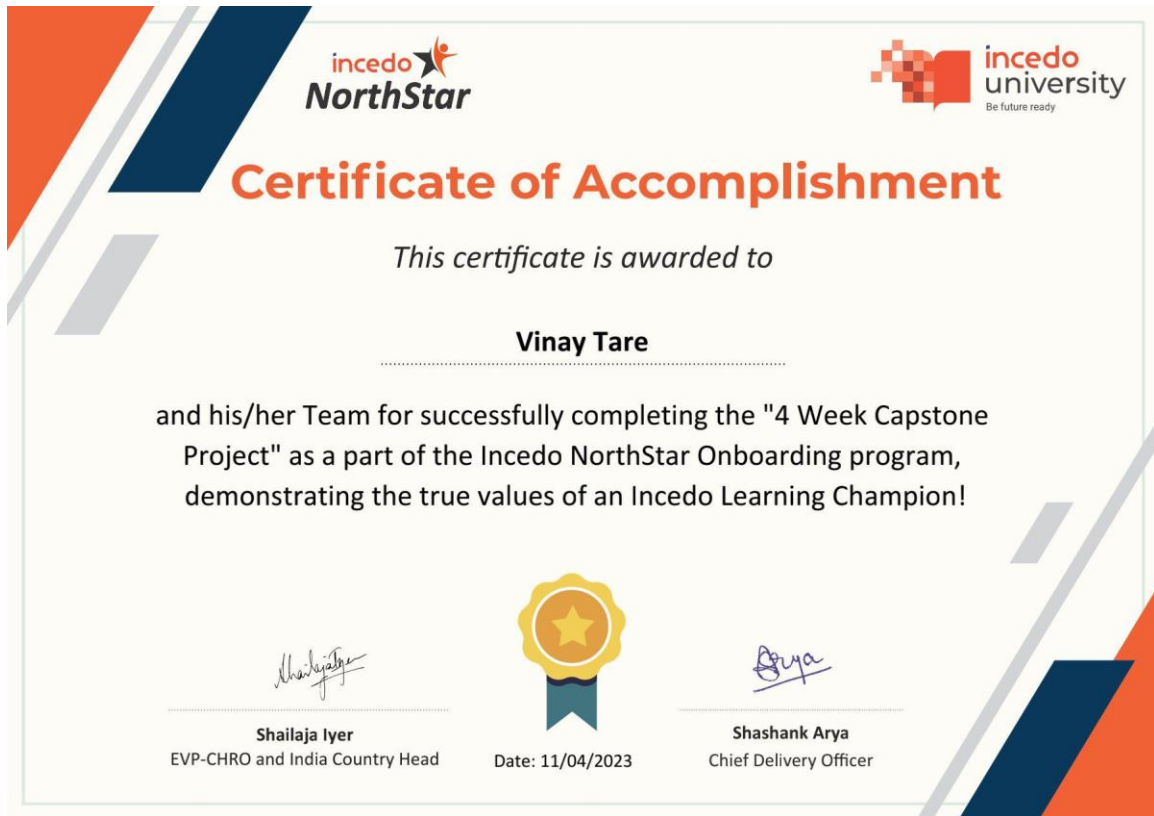 incedo
NorthStar
incedo
university
Be future ready
Certificate of Accomplishment
This certificate is awarded to
Vinay Tare
and his/her Team for successfully completing the "4 Week Capstone
Project" as a part of the Incedo NorthStar Onboarding program,
demonstrating the true values of an Incedo Learning Champion!
ShailajaIyer
Arya
Shailaja Iyer
EVP-CHRO and India Country Head
Date: 11/04/2023
Shashank Arya
Chief Delivery Officer